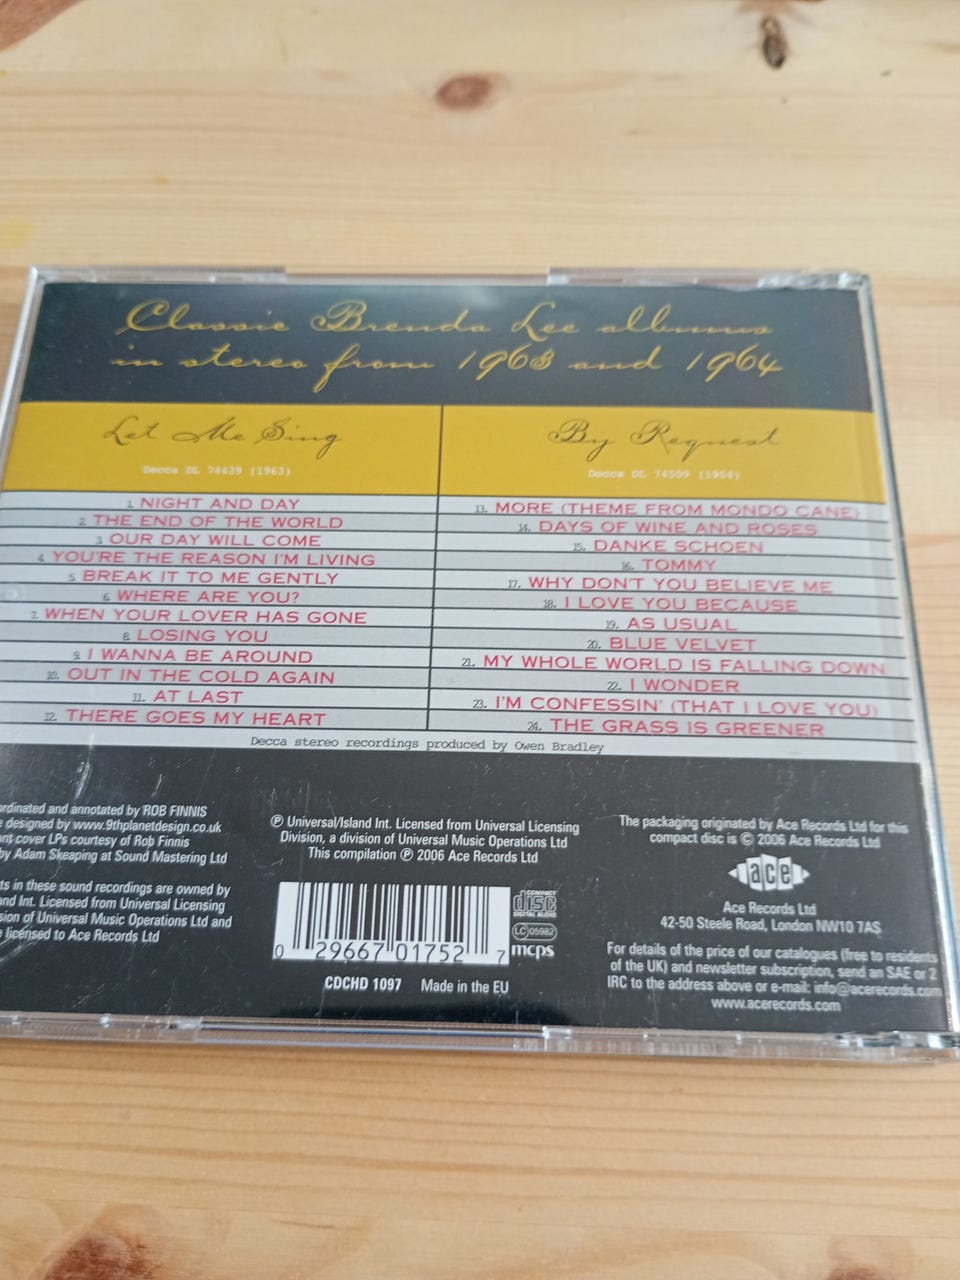 Classic Brenda Lee albums
in stereo from 1963 and 1964
Let Me Sing
Decca DL 74439 (1963)
1. NIGHT AND DAY
2. THE END OF THE WORLD
3. OUR DAY WILL COME
4. YOU'RE THE REASON I'M LIVING
5. BREAK IT TO ME GENTLY
6. WHERE ARE YOU?
7. WHEN YOUR LOVER HAS GONE
8. LOSING YOU
9. I WANNA BE AROUND
10. OUT IN THE COLD AGAIN
11. AT LAST
12. THERE GOES MY HEART
By Request
Decca DL 74509 (1964)
13. MORE (THEME FROM MONDO CANE)
14. DAYS OF WINE AND ROSES
15. DANKE SCHOEN
16. TOMMY
17. WHY DON'T YOU BELIEVE ME
18. I LOVE YOU BECAUSE
19. AS USUAL
20. BLUE VELVET
21. MY WHOLE WORLD IS FALLING DOWN
22. I WONDER
23. I'M CONFESSIN' (THAT I LOVE YOU)
24. THE GRASS IS GREENER
Decca stereo recordings produced by Owen Bradley
ordinated and annotated by ROB FINNIS
designed by www.9thplanetdesign.co.uk
cover LPs courtesy of Rob Finnis
by Adam Skeaping at Sound Mastering Ltd
in these sound recordings are owned by
Int. Licensed from Universal Licensing
of Universal Music Operations Ltd and
licensed to Ace Records Ltd
℗ Universal/Island Int. Licensed from Universal Licensing
Division, a division of Universal Music Operations Ltd
This compilation ℗ 2006 Ace Records Ltd
0 29667 01752 7
COMPACT
disc
DIGITAL AUDIO
LC 05982
mcps
CDCHD 1097 Made in the EU
The packaging originated by Ace Records Ltd for this
compact disc is © 2006 Ace Records Ltd
ace
Ace Records Ltd
42-50 Steele Road, London NW10 7AS
For details of the price of our catalogues (free to residents
of the UK) and newsletter subscription, send an SAE or 2
IRC to the address above or e-mail: info@acerecords.com
www.acerecords.com